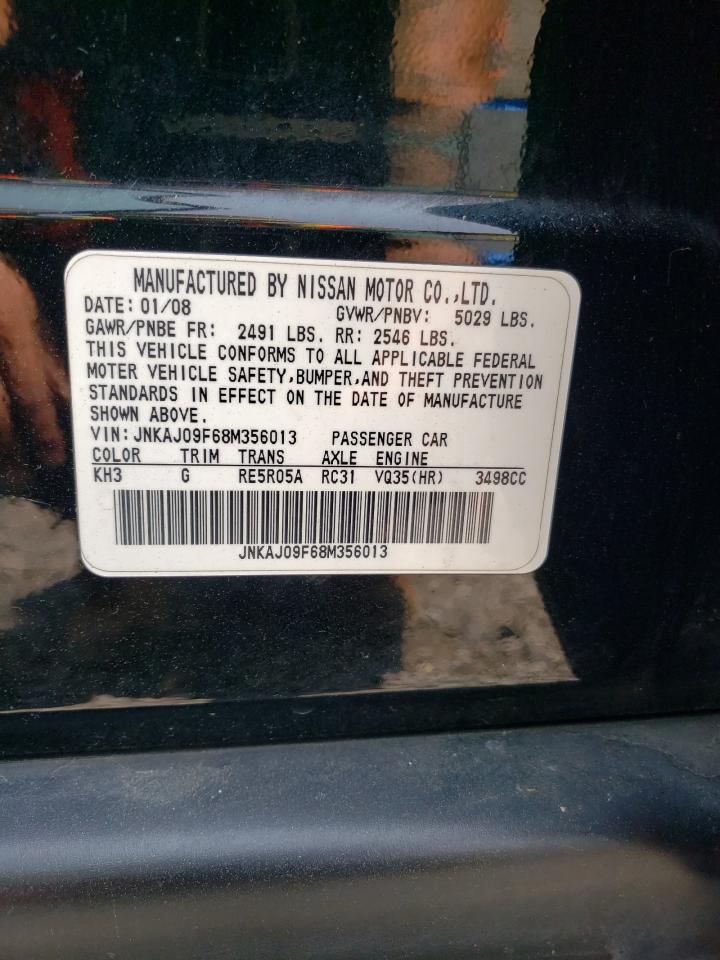 MANUFACTURED BY NISSAN MOTOR CO.,LTD.
DATE: 01/08 GVWR/PNBV: 5029 LBS.
GAWR/PNBE FR: 2491 LBS. RR: 2546 LBS.
THIS VEHICLE CONFORMS TO ALL APPLICABLE FEDERAL
MOTER VEHICLE SAFETY,BUMPER,AND THEFT PREVENTION
STANDARDS IN EFFECT ON THE DATE OF MANUFACTURE
SHOWN ABOVE.
VIN:JNKAJ09F68M356013 PASSENGER CAR
COLOR TRIM TRANS AXLE ENGINE
KH3 G RE5R05A RC31 VQ35(HR) 3498CC
JNKAJ09F68M356013